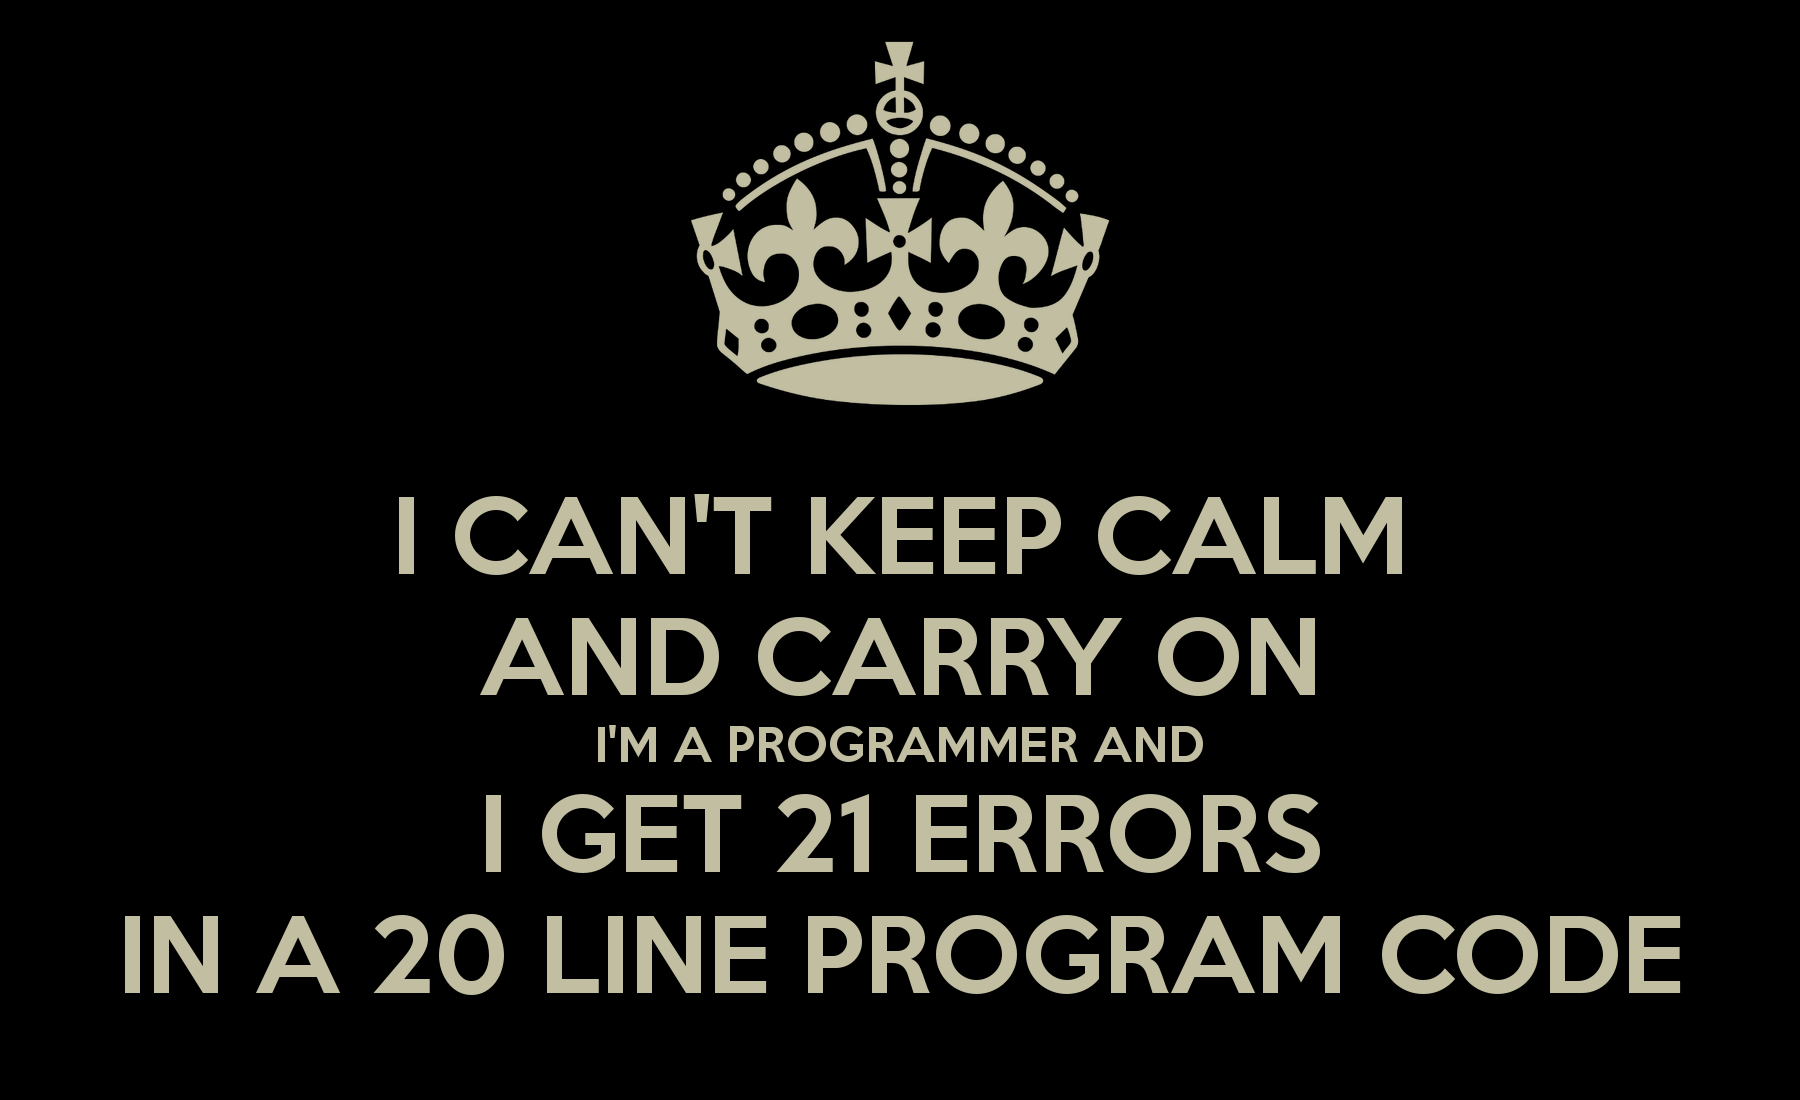 I CAN'T KEEP CALM
AND CARRY ON
I'M A PROGRAMMER AND
I GET 21 ERRORS
IN A 20 LINE PROGRAM CODE